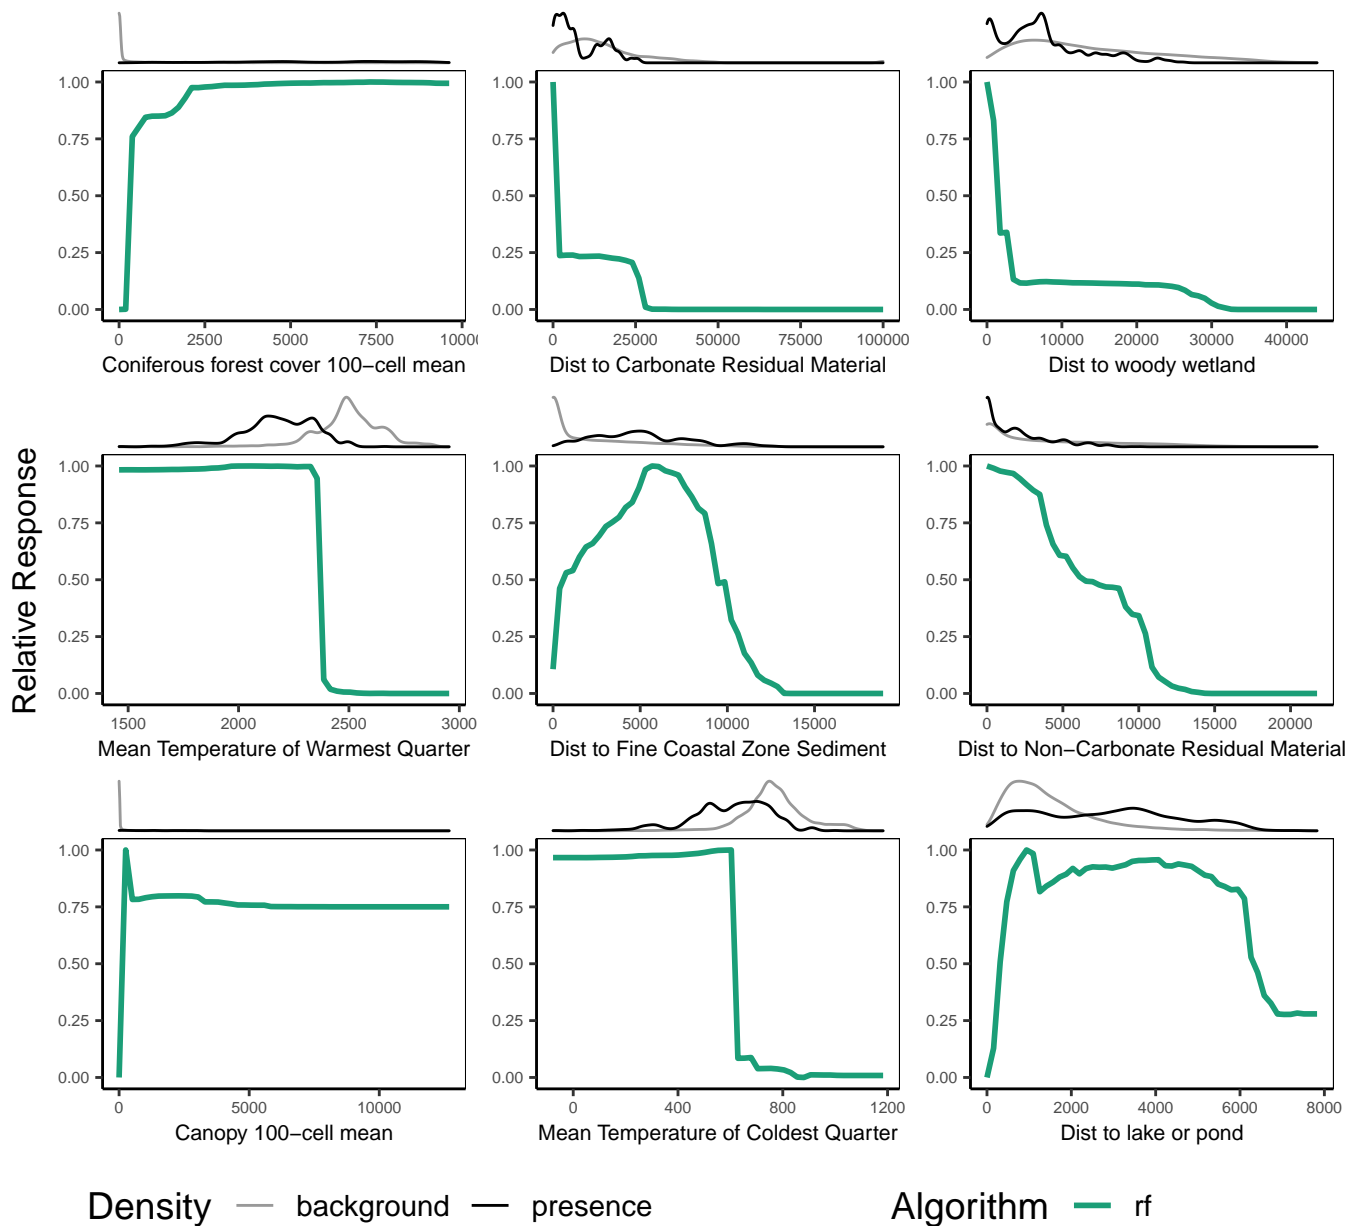 Relative Response
1.00
0.75
0.50
0.25
0.00
0 2500 5000 7500 10000
Coniferous forest cover 100−cell mean
1.00
0.75
0.50
0.25
0.00
0 25000 50000 75000 100000
Dist to Carbonate Residual Material
1.00
0.75
0.50
0.25
0.00
0 10000 20000 30000 40000
Dist to woody wetland
1.00
0.75
0.50
0.25
0.00
1500 2000 2500 3000
Mean Temperature of Warmest Quarter
1.00
0.75
0.50
0.25
0.00
0 5000 10000 15000
Dist to Fine Coastal Zone Sediment
1.00
0.75
0.50
0.25
0.00
0 5000 10000 15000 20000
Dist to Non−Carbonate Residual Material
1.00
0.75
0.50
0.25
0.00
0 5000 10000
Canopy 100−cell mean
1.00
0.75
0.50
0.25
0.00
0 400 800 1200
Mean Temperature of Coldest Quarter
1.00
0.75
0.50
0.25
0.00
0 2000 4000 6000 8000
Dist to lake or pond
Density background presence Algorithm rf